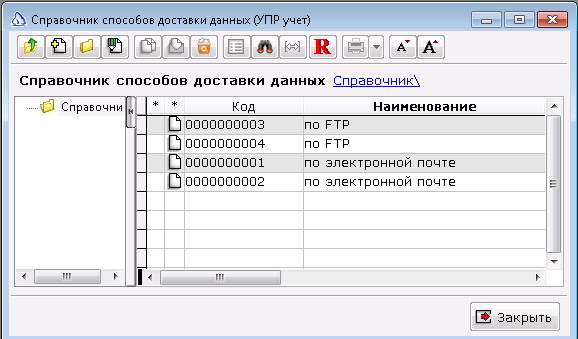 Справочник способов доставки данных (УПР учет)
R A A
Справочник способов доставки данных Справочник\
Справочни * * Код Наименование
0000000003 по FTP
0000000004 по FTP
0000000001 по электронной почте
0000000002 по электронной почте
Закрыть